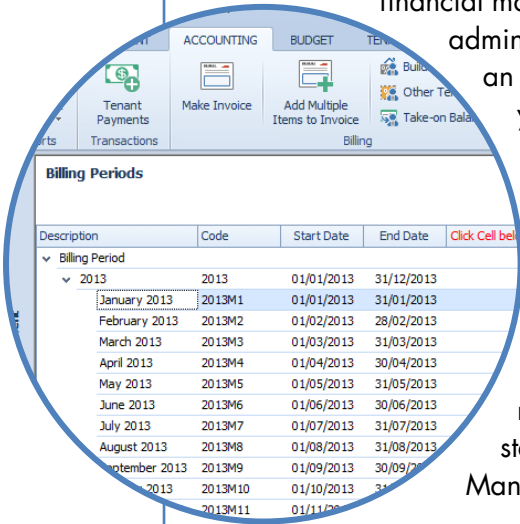 financial
admin
an
ACCOUNTING BUDGET
Tenant Payments
Make Invoice
Add Multiple Items to Invoice
Other
Take-on
Transactions Billing
Billing Periods
Description Code Start Date End Date Click Cell
Billing Period
2013 2013 01/01/2013 31/12/2013
January 2013 2013M1 01/01/2013 31/01/2013
February 2013 2013M2 01/02/2013 28/02/2013
March 2013 2013M3 01/03/2013 31/03/2013
April 2013 2013M4 01/04/2013 30/04/2013
May 2013 2013M5 01/05/2013 31/05/2013
June 2013 2013M6 01/06/2013 30/06/2013
July 2013 2013M7 01/07/2013 31/07/2013
August 2013 2013M8 01/08/2013 31/08/2013
2013 2013M9 01/09/2013
2013 2013M10 01/10/2013
2013M11
Man